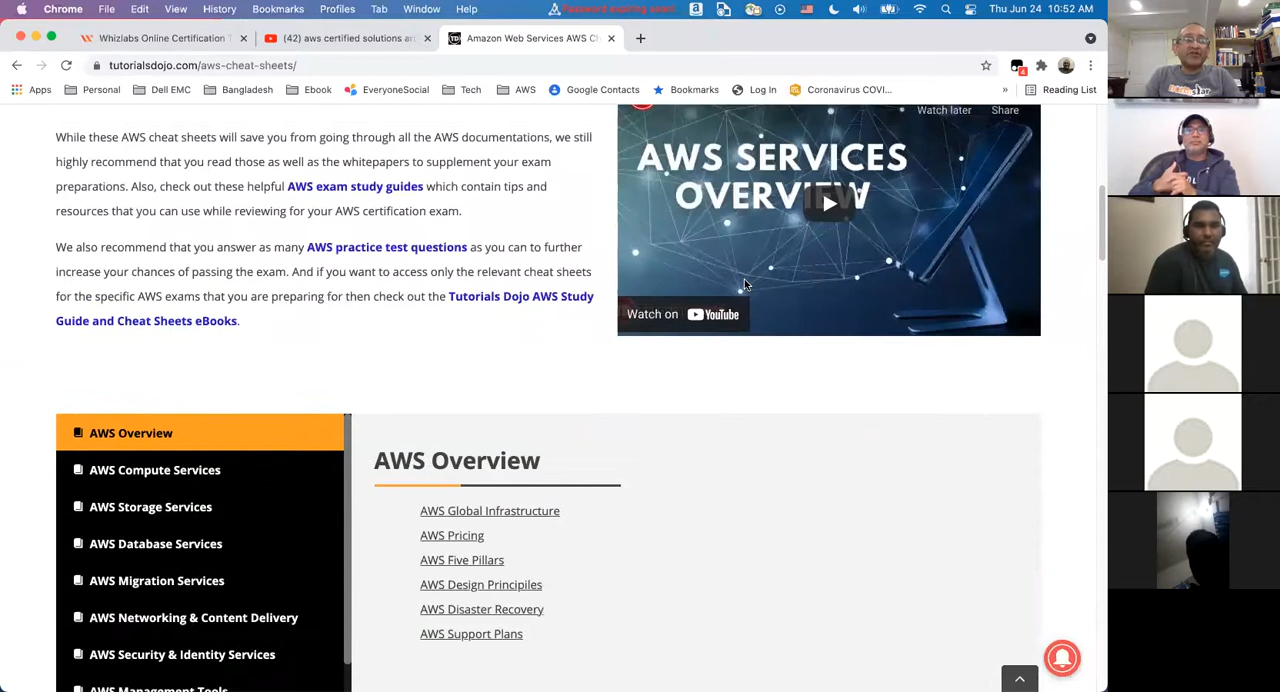 Chrome File Edit View History Bookmarks Profiles Tab Window Help Password expiring soon! Thu Jun 24 10:52 AM
Whizlabs Online Certification T
(42) aws certified solutions ar
Amazon Web Services AWS Ch
tutorialsdojo.com/aws-cheat-sheets/
4
Apps Personal Dell EMC Bangladesh Ebook EveryoneSocial Tech AWS Google Contacts Bookmarks Log In Coronavirus COVI... » Reading List
While these AWS cheat sheets will save you from going through all the AWS documentations, we still
highly recommend that you read those as well as the whitepapers to supplement your exam
preparations. Also, check out these helpful AWS exam study guides which contain tips and
resources that you can use while reviewing for your AWS certification exam.
We also recommend that you answer as many AWS practice test questions as you can to further
increase your chances of passing the exam. And if you want to access only the relevant cheat sheets
for the specific AWS exams that you are preparing for then check out the Tutorials Dojo AWS Study
Guide and Cheat Sheets eBooks.
Watch later Share
AWS SERVICES
OVERVIEW
Watch on YouTube
AWS Overview
AWS Compute Services
AWS Storage Services
AWS Database Services
AWS Migration Services
AWS Networking & Content Delivery
AWS Security & Identity Services
AWS Management Tools
AWS Overview
AWS Global Infrastructure
AWS Pricing
AWS Five Pillars
AWS Design Principiles
AWS Disaster Recovery
AWS Support Plans